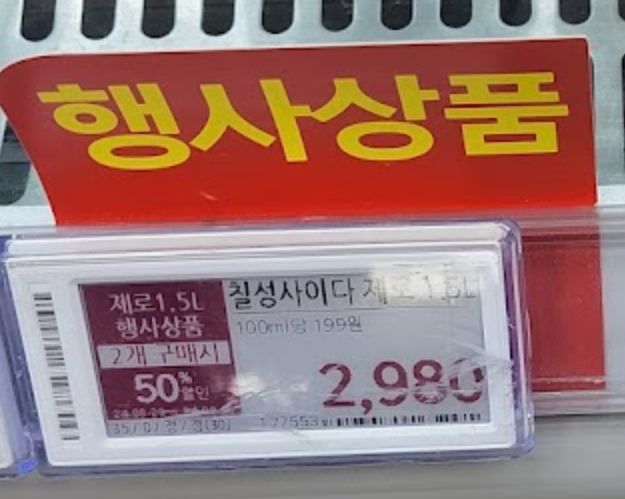 행사상품
제로1.5L
행사상품
2개 구매시
50%할인
칠성사이다 제로1.5L
100ml당 199원
2,980
177553